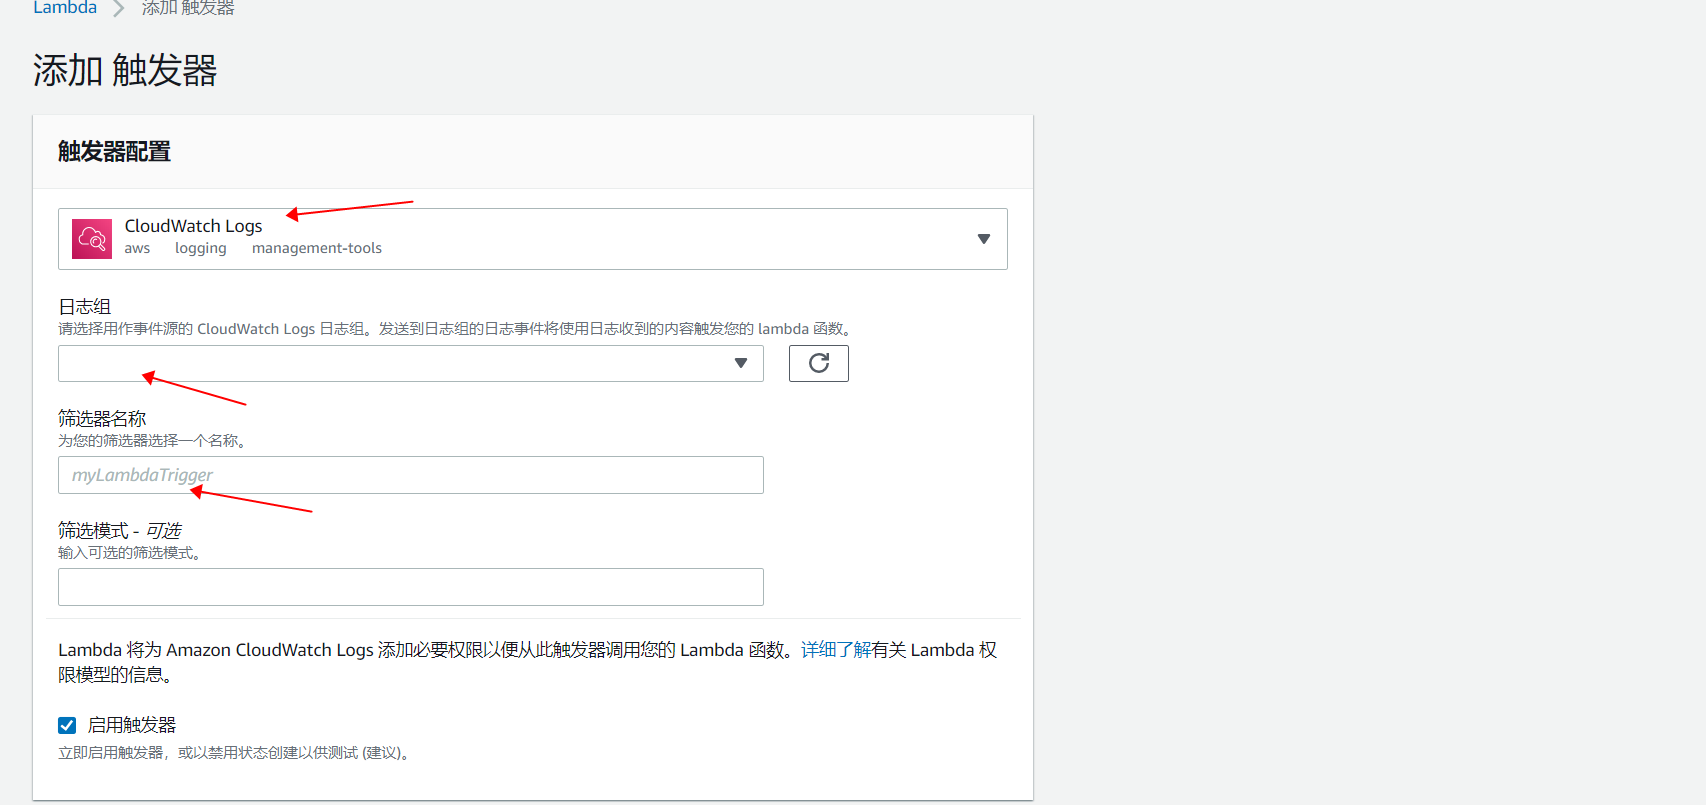 Lambda > 添加 触发器
添加 触发器
触发器配置
CloudWatch Logs
aws logging management-tools
日志组
请选择用作事件源的 CloudWatch Logs 日志组。发送到日志组的日志事件将使用日志收到的内容触发您的 lambda 函数。
筛选器名称
为您的筛选器选择一个名称。
myLambdaTrigger
筛选模式 - 可选
输入可选的筛选模式。
Lambda 将为 Amazon CloudWatch Logs 添加必要权限以便从此触发器调用您的 Lambda 函数。详细了解有关 Lambda 权
限模型的信息。
启用触发器
立即启用触发器，或以禁用状态创建以供测试 (建议)。